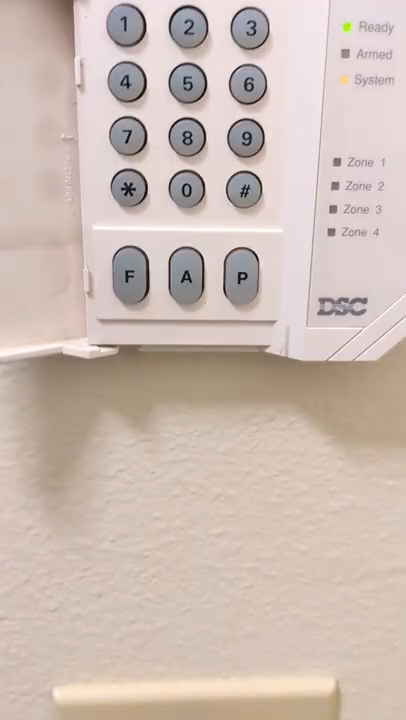 1 2 3
Ready
Armed
4 5 6
System
7 8 9
Zone 1
* 0 #
Zone 2
Zone 3
Zone 4
F A P
DSC